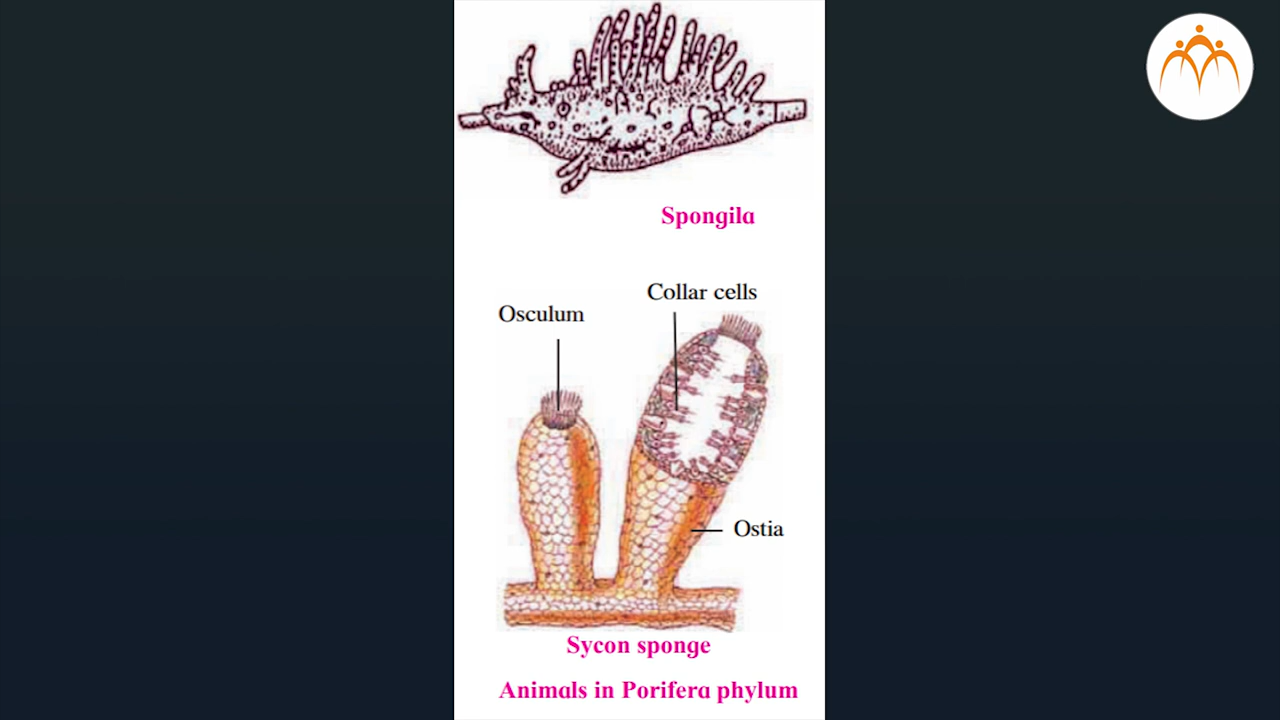 Spongila
Collar cells
Osculum
Ostia
Sycon sponge
Animals in Porifera phylum